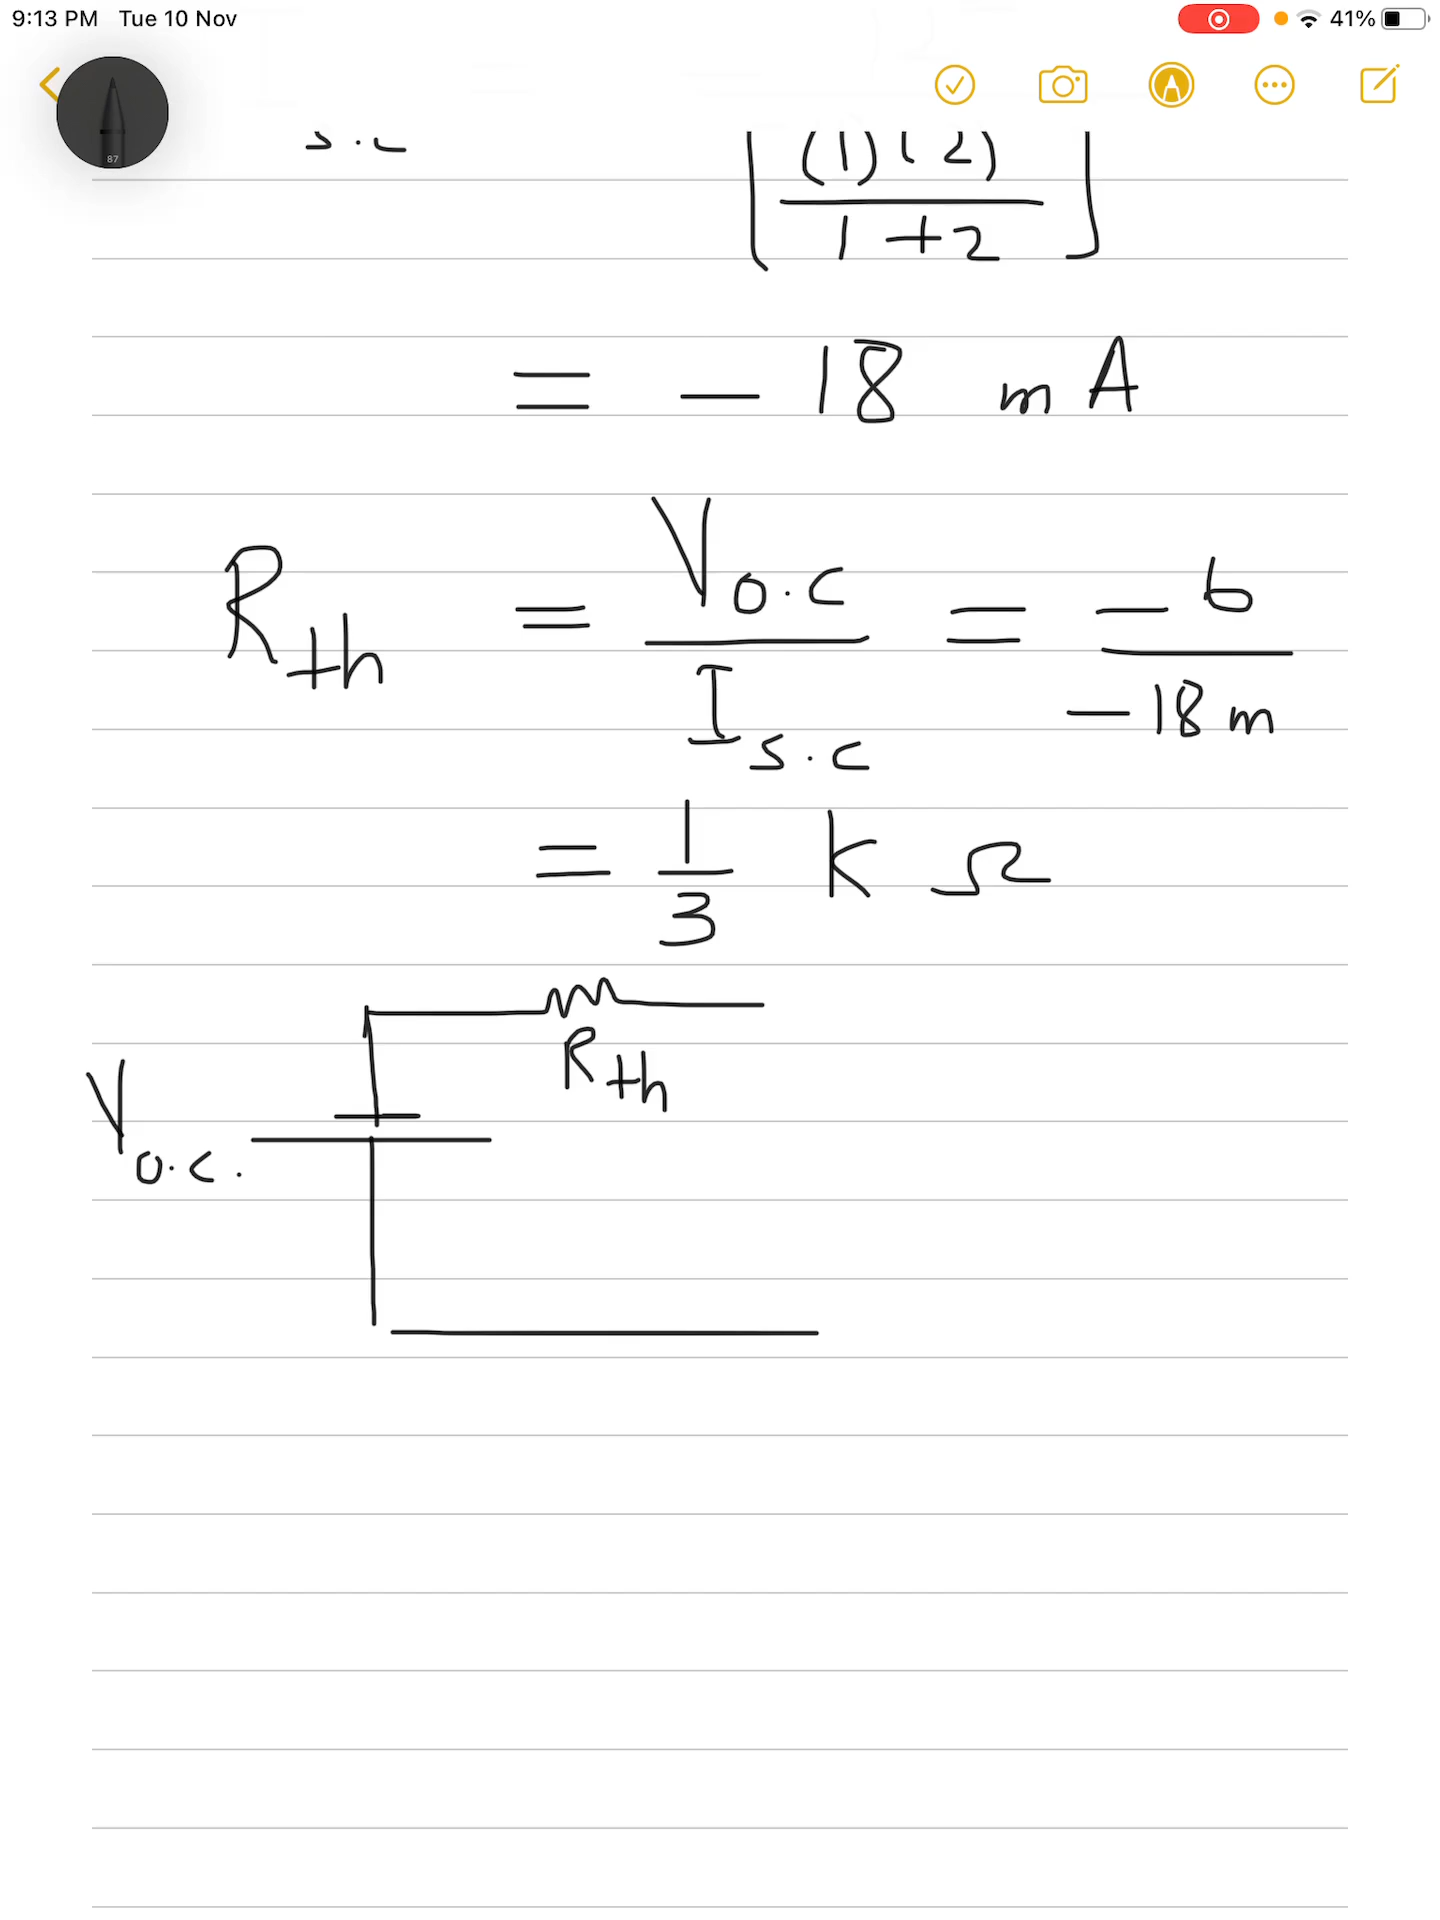 9:13 PM Tue 10 Nov 41%
87
s.c [(1)(2)
1+2]
= - 18 mA
Rth = Vo.c = -6
Is.c -18m
= 1/3 k Ω
Rth
Vo.c.